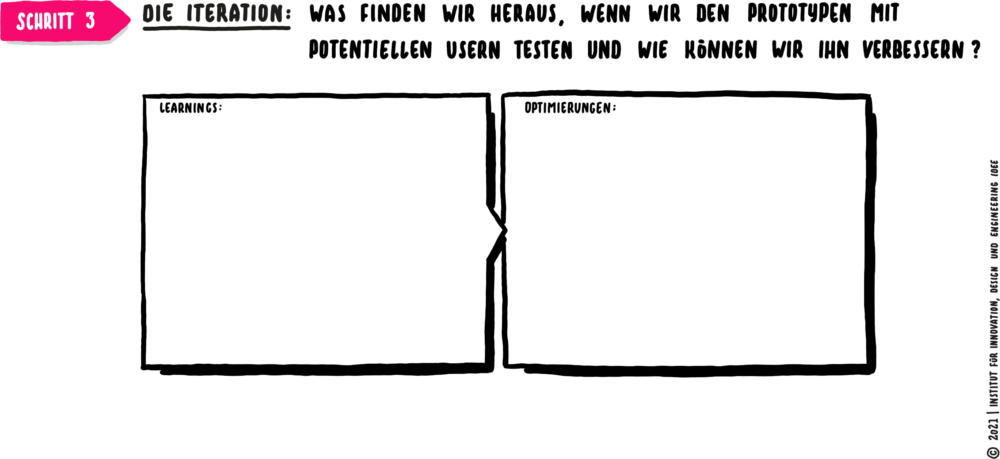 SCHRITT 3
DIE ITERATION: WAS FINDEN WIR HERAUS, WENN WIR DEN PROTOTYPEN MIT
POTENTIELLEN USERN TESTEN UND WIE KÖNNEN WIR IHN VERBESSERN?
LEARNINGS:
OPTIMIERUNGEN:
© 2021 | INSTITUT FÜR INNOVATION, DESIGN UND ENGINEERING IDEE